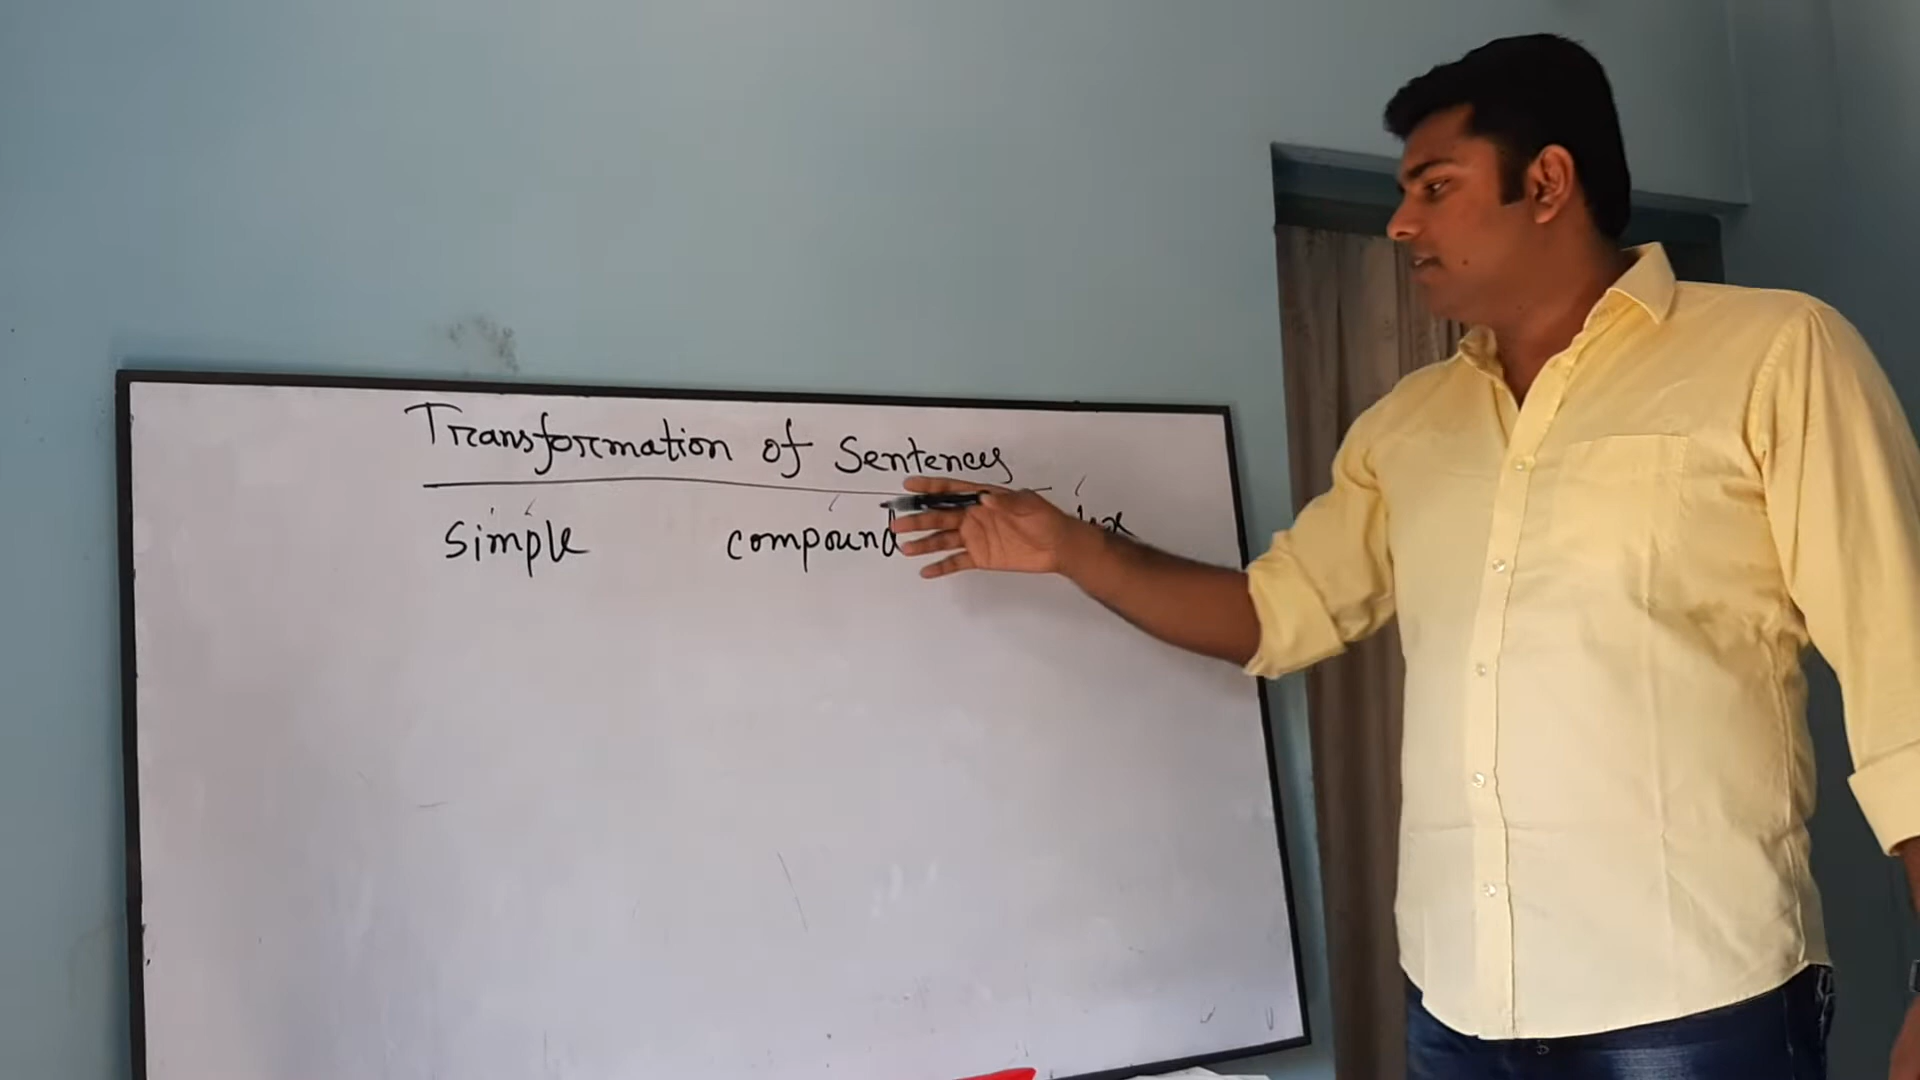 Transformation of Sentences
Simple compound